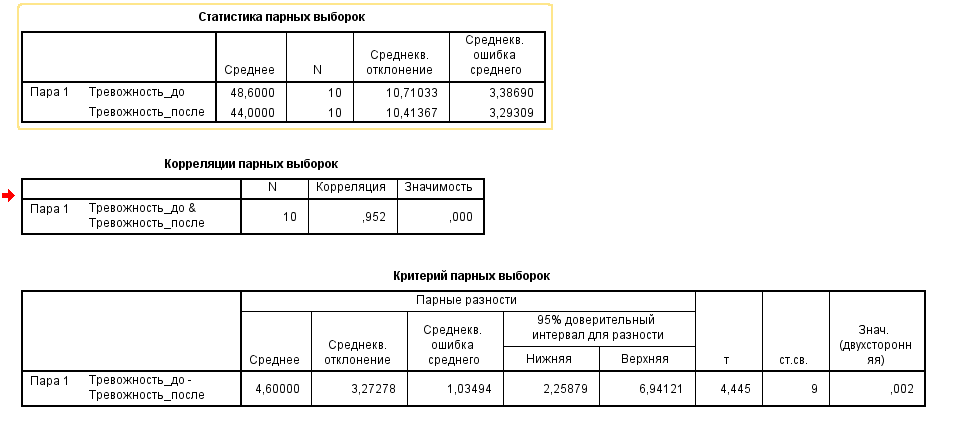 Статистика парных выборок
Среднее N Среднекв. отклонение Среднекв. ошибка среднего
Пара 1 Тревожность_до 48,6000 10 10,71033 3,38690
Тревожность_после 44,0000 10 10,41367 3,29309
Корреляции парных выборок
N Корреляция Значимость
Пара 1 Тревожность_до & Тревожность_после 10 ,952 ,000
Критерий парных выборок
Парные разности
Среднее Среднекв. отклонение Среднекв. ошибка среднего 95% доверительный интервал для разности т ст.св. Знач. (двухсторонн яя)
Нижняя Верхняя
Пара 1 Тревожность_до - Тревожность_после 4,60000 3,27278 1,03494 2,25879 6,94121 4,445 9 ,002